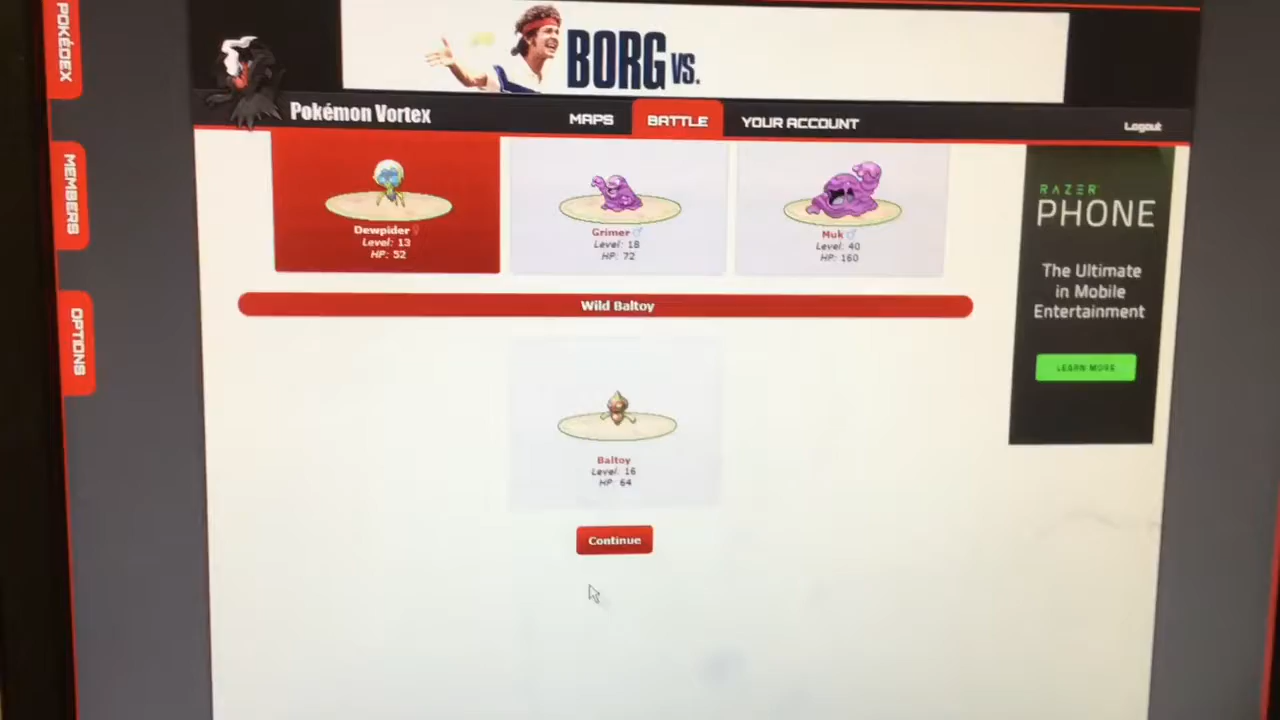 BORG VS.
POKÉDEX
MEMBERS
OPTIONS
Pokémon Vortex
MAPS
BATTLE
YOUR ACCOUNT
Logout
Dewpider♀
Level: 13
HP: 52
Grimer♂
Level: 18
HP: 72
Muk♂
Level: 40
HP: 160
Wild Baltoy
Baltoy
Level: 16
HP: 64
Continue
RAZER
PHONE
The Ultimate
in Mobile
Entertainment
LEARN MORE